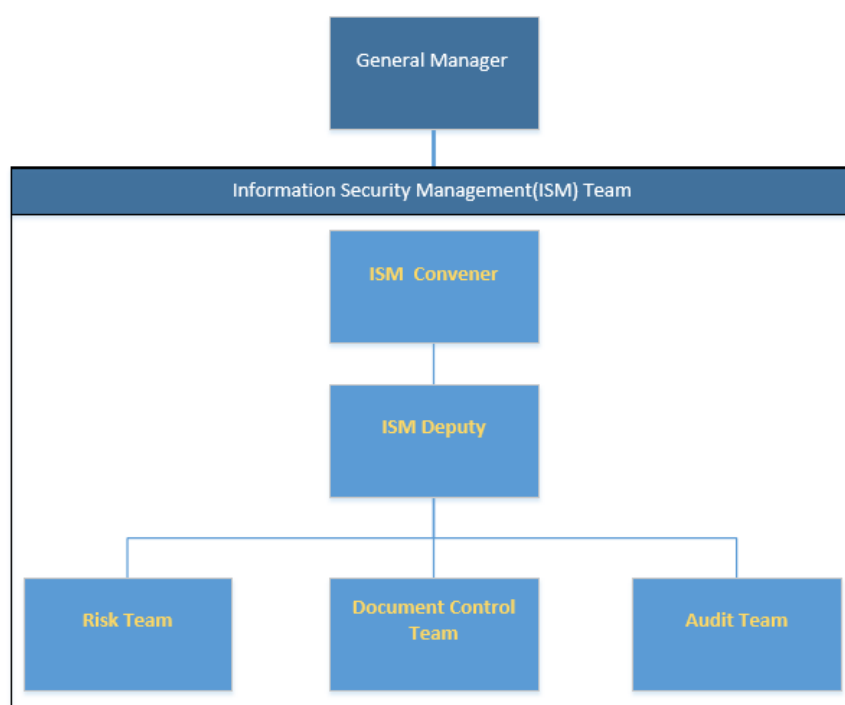 General Manager
Information Security Management(ISM) Team
ISM  Convener
ISM Deputy
Risk Team
Document Control
Team
Audit Team